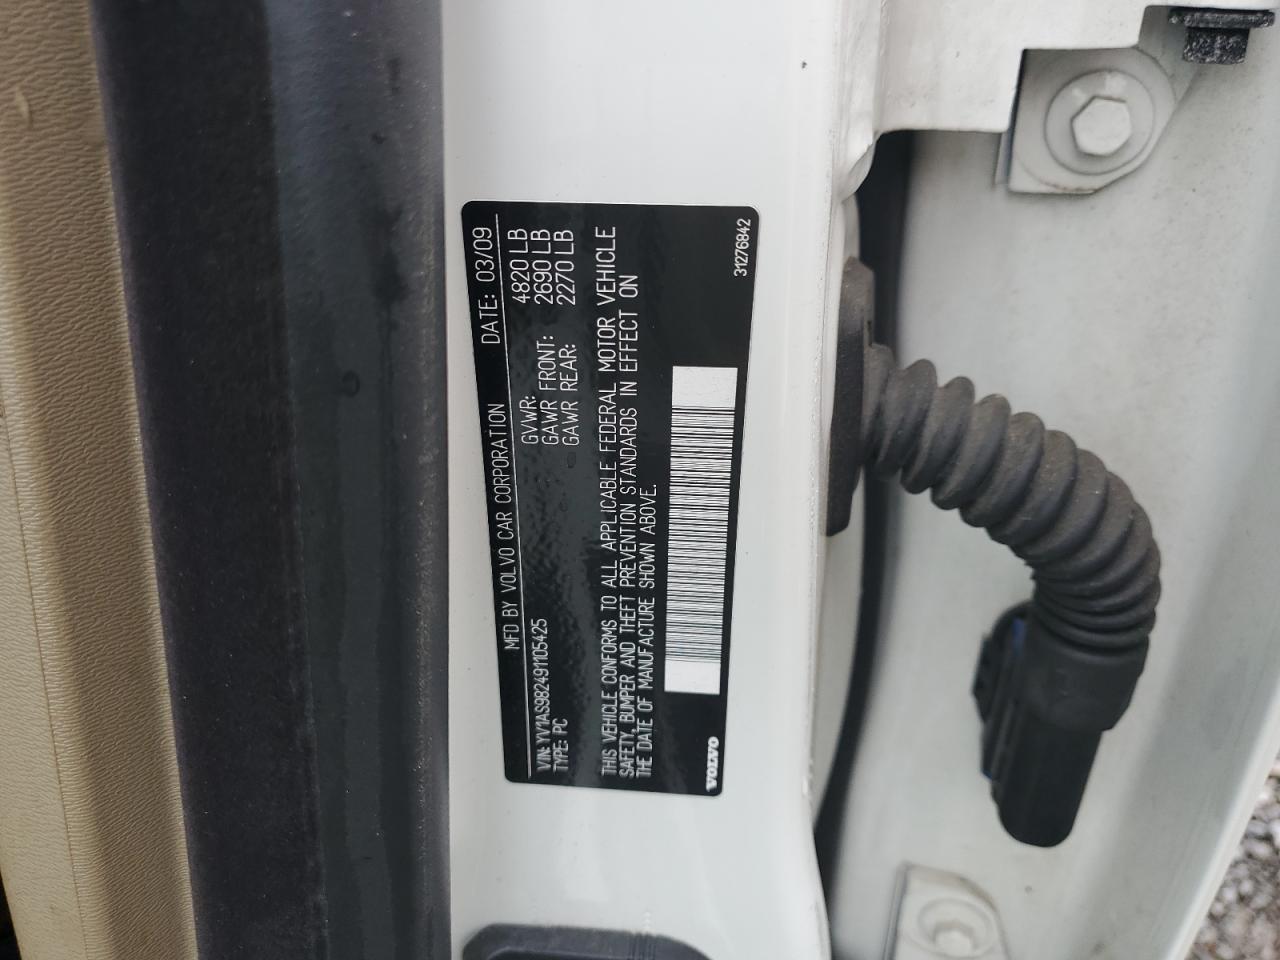 MFD BY VOLVO CAR CORPORATION DATE: 03/09
GVWR: 4820 LB
GAWR FRONT: 2690 LB
GAWR REAR: 2270 LB
VIN: YV1AS982491105425
TYPE: PC
THIS VEHICLE CONFORMS TO ALL APPLICABLE FEDERAL MOTOR VEHICLE
SAFETY, BUMPER AND THEFT PREVENTION STANDARDS IN EFFECT ON
THE DATE OF MANUFACTURE SHOWN ABOVE.
VOLVO
31276842